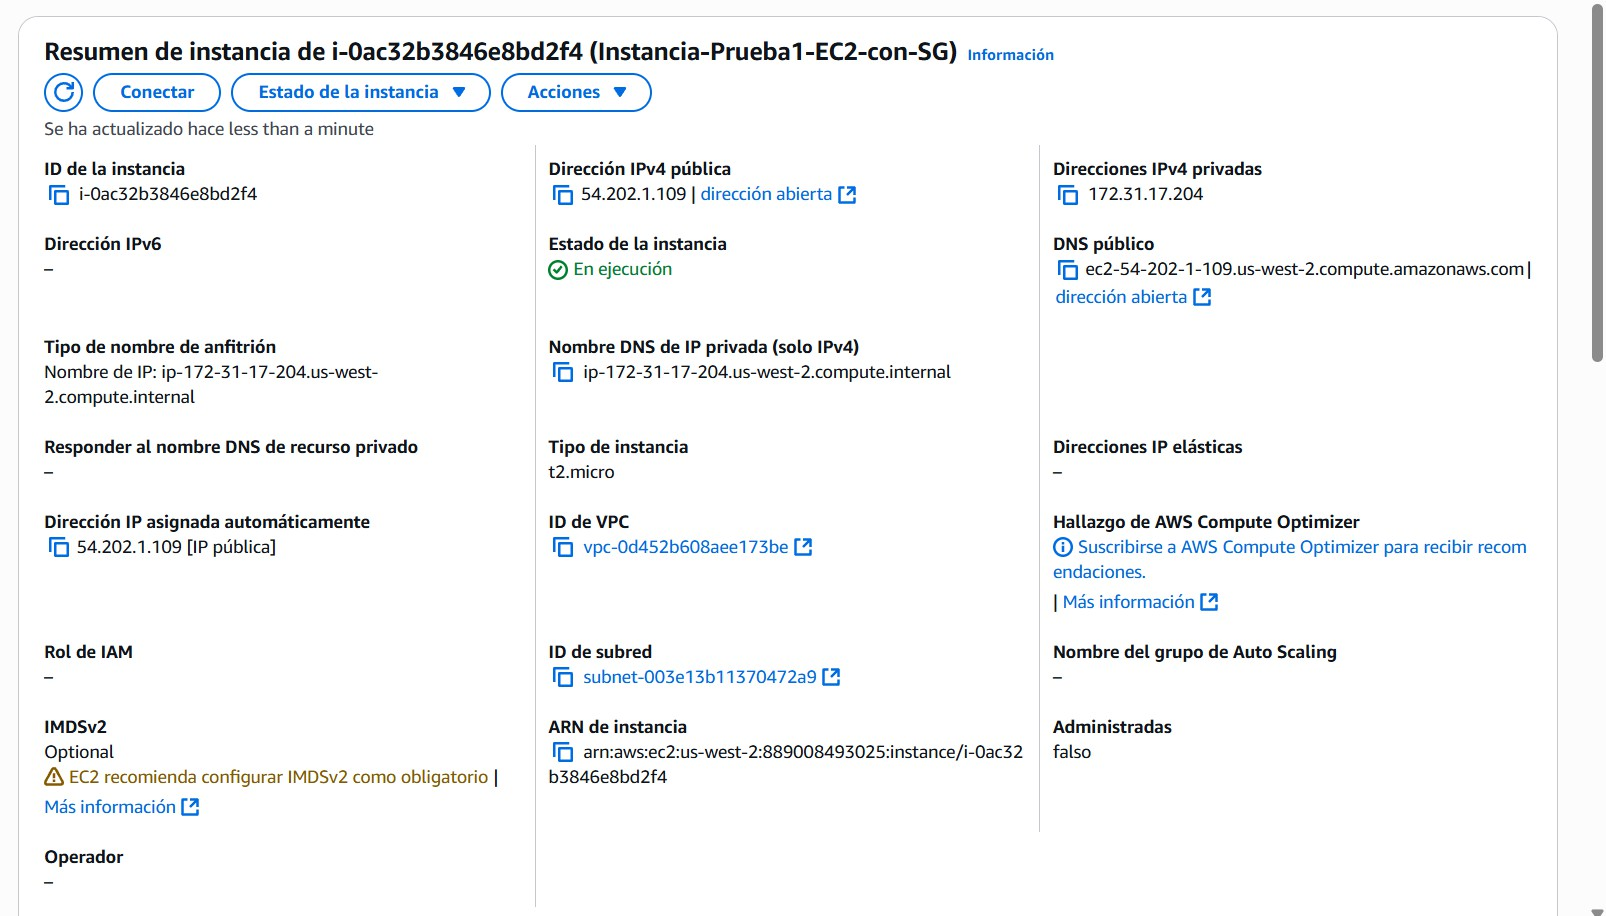 Resumen de instancia de i-0ac32b3846e8bd2f4 (Instancia-Prueba1-EC2-con-SG) Información
Conectar Estado de la instancia Acciones
Se ha actualizado hace less than a minute
ID de la instancia
i-0ac32b3846e8bd2f4
Dirección IPv4 pública
54.202.1.109 | dirección abierta
Direcciones IPv4 privadas
172.31.17.204
Dirección IPv6
–
Estado de la instancia
En ejecución
DNS público
ec2-54-202-1-109.us-west-2.compute.amazonaws.com |
dirección abierta
Tipo de nombre de anfitrión
Nombre de IP: ip-172-31-17-204.us-west-
2.compute.internal
Nombre DNS de IP privada (solo IPv4)
ip-172-31-17-204.us-west-2.compute.internal
Responder al nombre DNS de recurso privado
–
Tipo de instancia
t2.micro
Direcciones IP elásticas
–
Dirección IP asignada automáticamente
54.202.1.109 [IP pública]
ID de VPC
vpc-0d452b608aee173be
Hallazgo de AWS Compute Optimizer
Suscribirse a AWS Compute Optimizer para recibir recom
endaciones.
| Más información
Rol de IAM
–
ID de subred
subnet-003e13b11370472a9
Nombre del grupo de Auto Scaling
–
IMDSv2
Optional
EC2 recomienda configurar IMDSv2 como obligatorio |
Más información
ARN de instancia
arn:aws:ec2:us-west-2:889008493025:instance/i-0ac32
b3846e8bd2f4
Administradas
falso
Operador
–